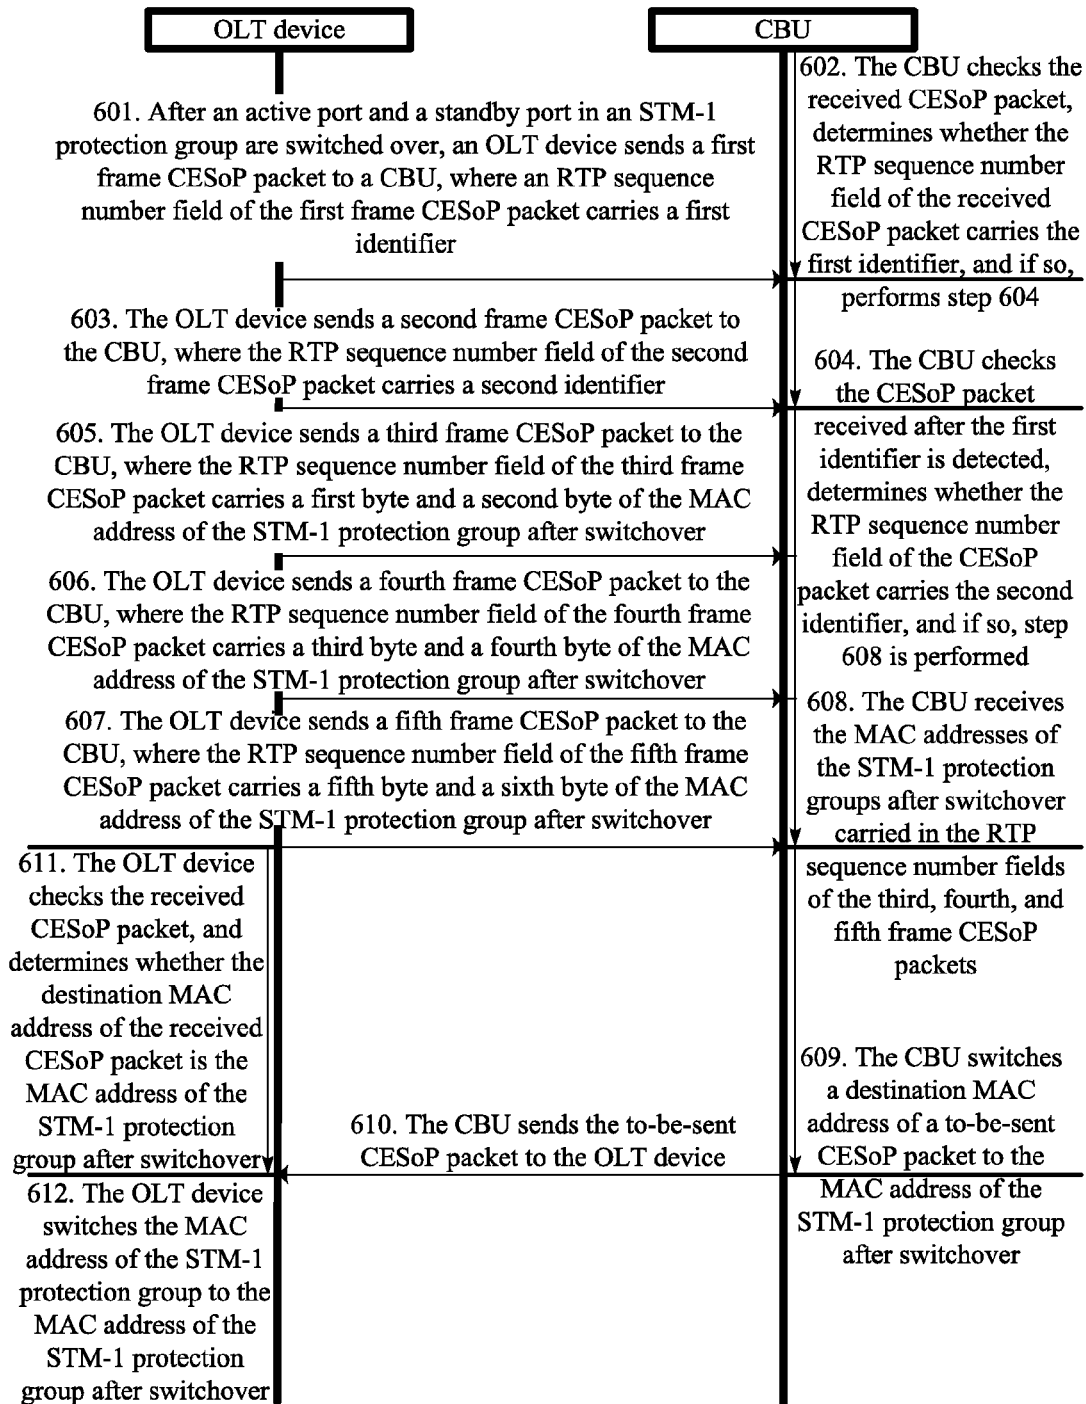 OLT device
CBU
601. After an active port and a standby port in an STM-1
protection group are switched over, an OLT device sends a first
frame CESoP packet to a CBU, where an RTP sequence
number field of the first frame CESoP packet carries a first
identifier
602. The CBU checks the
received CESoP packet,
determines whether the
RTP sequence number
field of the received
CESoP packet carries the
first identifier, and if so,
performs step 604
603. The OLT device sends a second frame CESoP packet to
the CBU, where the RTP sequence number field of the second
frame CESoP packet carries a second identifier
604. The CBU checks
the CESoP packet
received after the first
identifier is detected,
determines whether the
RTP sequence number
field of the CESoP
packet carries the second
identifier, and if so, step
608 is performed
605. The OLT device sends a third frame CESoP packet to the
CBU, where the RTP sequence number field of the third frame
CESoP packet carries a first byte and a second byte of the MAC
address of the STM-1 protection group after switchover
606. The OLT device sends a fourth frame CESoP packet to the
CBU, where the RTP sequence number field of the fourth frame
CESoP packet carries a third byte and a fourth byte of the MAC
address of the STM-1 protection group after switchover
607. The OLT device sends a fifth frame CESoP packet to the
CBU, where the RTP sequence number field of the fifth frame
CESoP packet carries a fifth byte and a sixth byte of the MAC
address of the STM-1 protection group after switchover
608. The CBU receives
the MAC addresses of
the STM-1 protection
groups after switchover
carried in the RTP
sequence number fields
of the third, fourth, and
fifth frame CESoP
packets
609. The CBU switches
a destination MAC
address of a to-be-sent
CESoP packet to the
MAC address of the
STM-1 protection group
after switchover
610. The CBU sends the to-be-sent
CESoP packet to the OLT device
611. The OLT device
checks the received
CESoP packet, and
determines whether the
destination MAC
address of the received
CESoP packet is the
MAC address of the
STM-1 protection
group after switchover
612. The OLT device
switches the MAC
address of the STM-1
protection group to the
MAC address of the
STM-1 protection
group after switchover